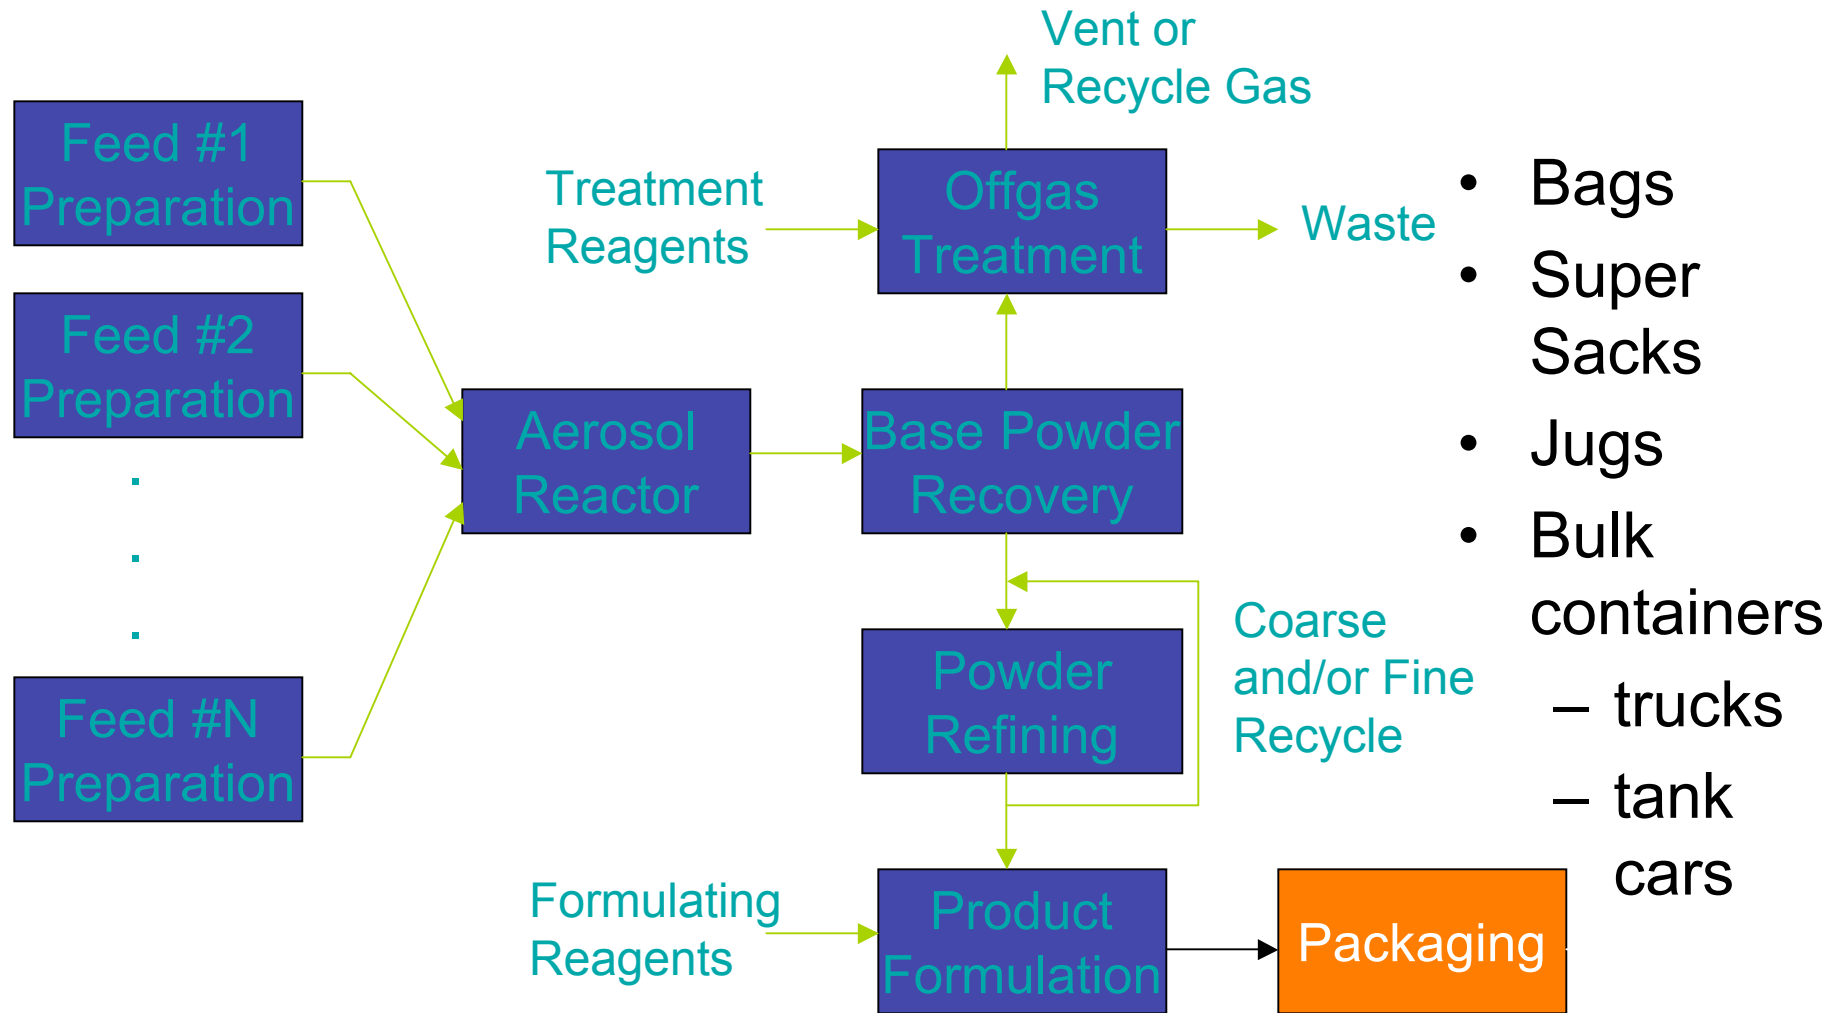 Vent or
Recycle Gas
Feed #1
Preparation
Treatment
Reagents
Offgas
Treatment
Waste
Feed #2
Preparation
.
.
.
Feed #N
Preparation
Aerosol
Reactor
Base Powder
Recovery
Powder
Refining
Coarse
and/or Fine
Recycle
Formulating
Reagents
Product
Formulation
Packaging
• Bags
• Super
Sacks
• Jugs
• Bulk
containers
– trucks
– tank
cars